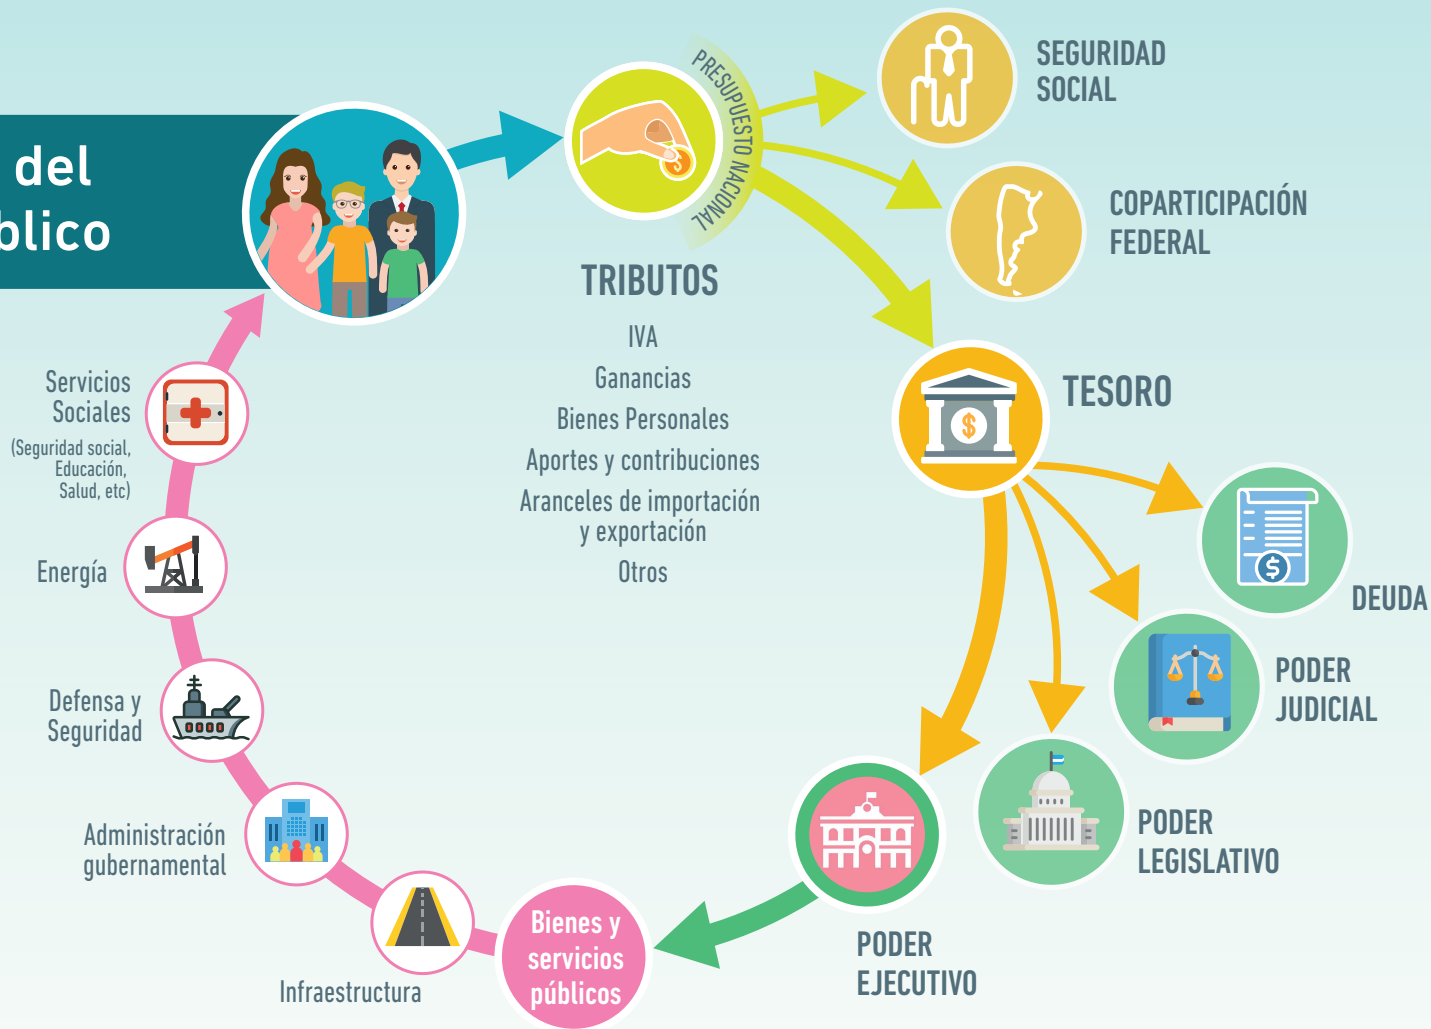 del
blico
PRESUPUESTO NACIONAL
SEGURIDAD
SOCIAL
COPARTICIPACIÓN
FEDERAL
TRIBUTOS
IVA
Ganancias
Bienes Personales
Aportes y contribuciones
Aranceles de importación
y exportación
Otros
TESORO
DEUDA
PODER
JUDICIAL
PODER
LEGISLATIVO
PODER
EJECUTIVO
Bienes y
servicios
públicos
Infraestructura
Administración
gubernamental
Defensa y
Seguridad
Energía
Servicios
Sociales
(Seguridad social,
Educación,
Salud, etc)